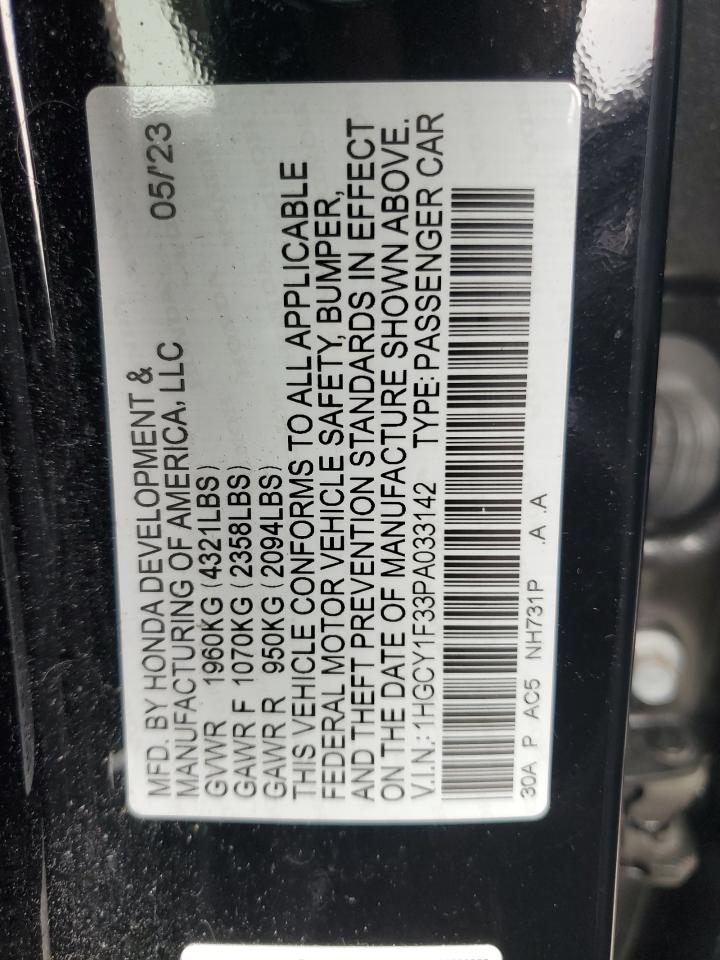 MFD. BY HONDA DEVELOPMENT & 05/'23
MANUFACTURING OF AMERICA, LLC
GVWR 1960KG (4321LBS)
GAWR F 1070KG (2358LBS)
GAWR R 950KG (2094LBS)
THIS VEHICLE CONFORMS TO ALL APPLICABLE
FEDERAL MOTOR VEHICLE SAFETY, BUMPER,
AND THEFT PREVENTION STANDARDS IN EFFECT
ON THE DATE OF MANUFACTURE SHOWN ABOVE.
V.I.N.: 1HGCY1F33PA033142 TYPE: PASSENGER CAR
30A P AC5 NH731P .A .A